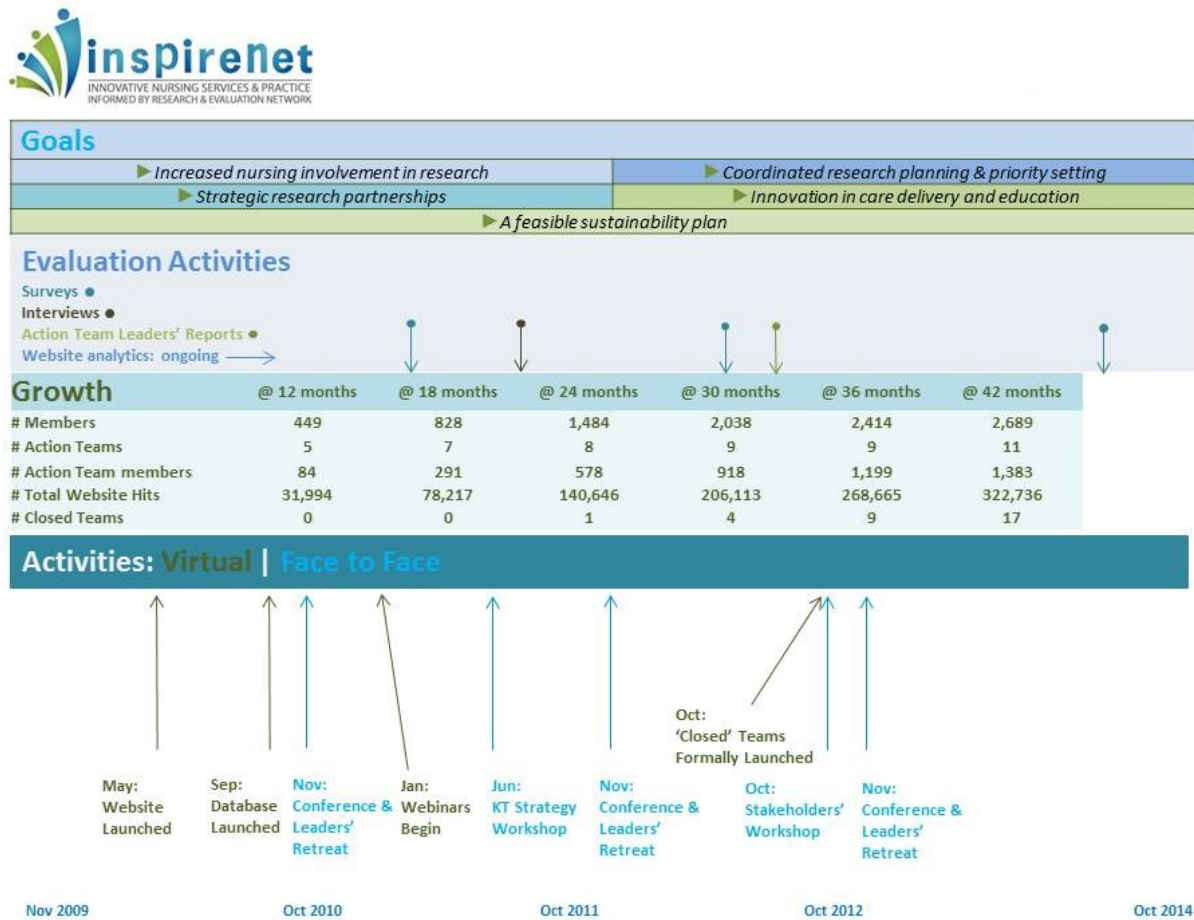 inspirenet
INNOVATIVE NURSING SERVICES & PRACTICE
INFORMED BY RESEARCH & EVALUATION NETWORK
Goals
Increased nursing involvement in research
Coordinated research planning & priority setting
Strategic research partnerships
Innovation in care delivery and education
A feasible sustainability plan
Evaluation Activities
Surveys
Interviews
Action Team Leaders' Reports
Website analytics: ongoing
Growth @ 12 months @ 18 months @ 24 months @ 30 months @ 36 months @ 42 months
# Members 449 828 1,484 2,038 2,414 2,689
# Action Teams 5 7 8 9 9 11
# Action Team members 84 291 578 918 1,199 1,383
# Total Website Hits 31,994 78,217 140,646 206,113 268,665 322,736
# Closed Teams 0 0 1 4 9 17
Activities: Virtual | Face to Face
May:
Website
Launched
Sep:
Database
Launched
Nov:
Conference &
Leaders'
Retreat
Jan:
Webinars
Begin
Jun:
KT Strategy
Workshop
Nov:
Conference &
Leaders'
Retreat
Oct:
'Closed' Teams
Formally Launched
Oct:
Stakeholders'
Workshop
Nov:
Conference &
Leaders'
Retreat
Nov 2009 Oct 2010 Oct 2011 Oct 2012 Oct 2014